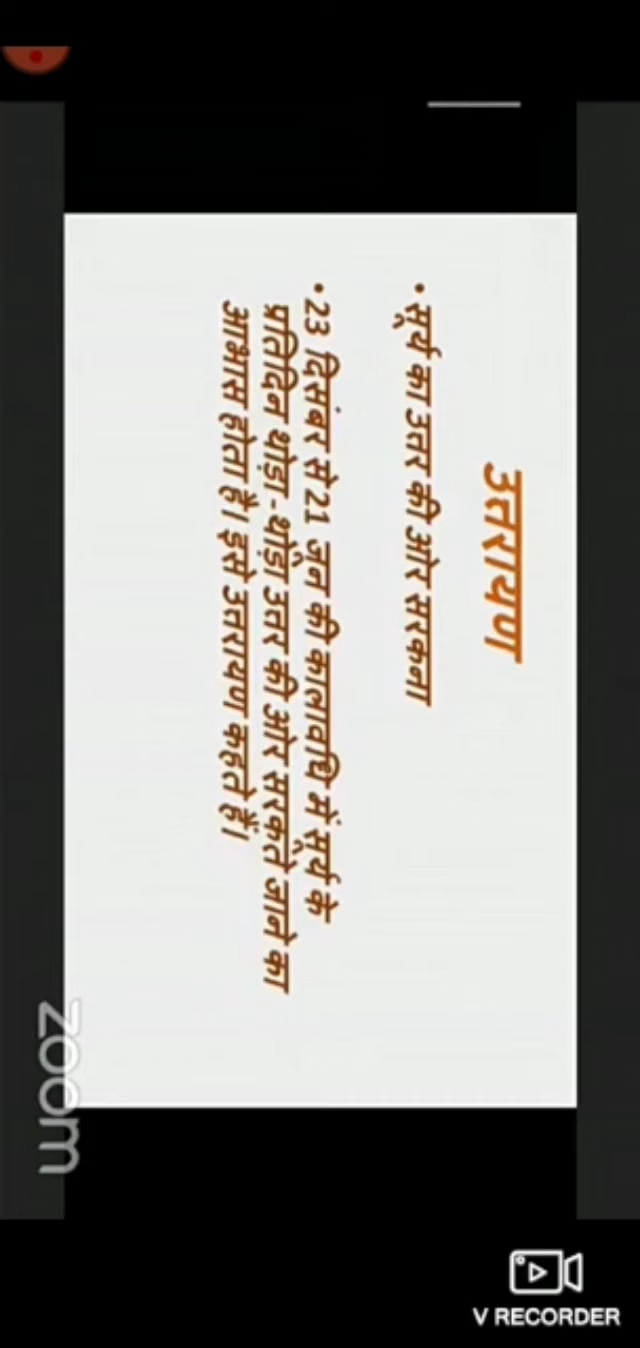 उत्तरायण
• सूर्य का उत्तर की ओर सरकना
• 23 दिसंबर से 21 जून की कालावधि में सूर्य के
प्रतिदिन थोड़ा-थोड़ा उत्तर की ओर सरकते जाने का
आभास होता है। इसे उत्तरायण कहते हैं।
zoom
V RECORDER